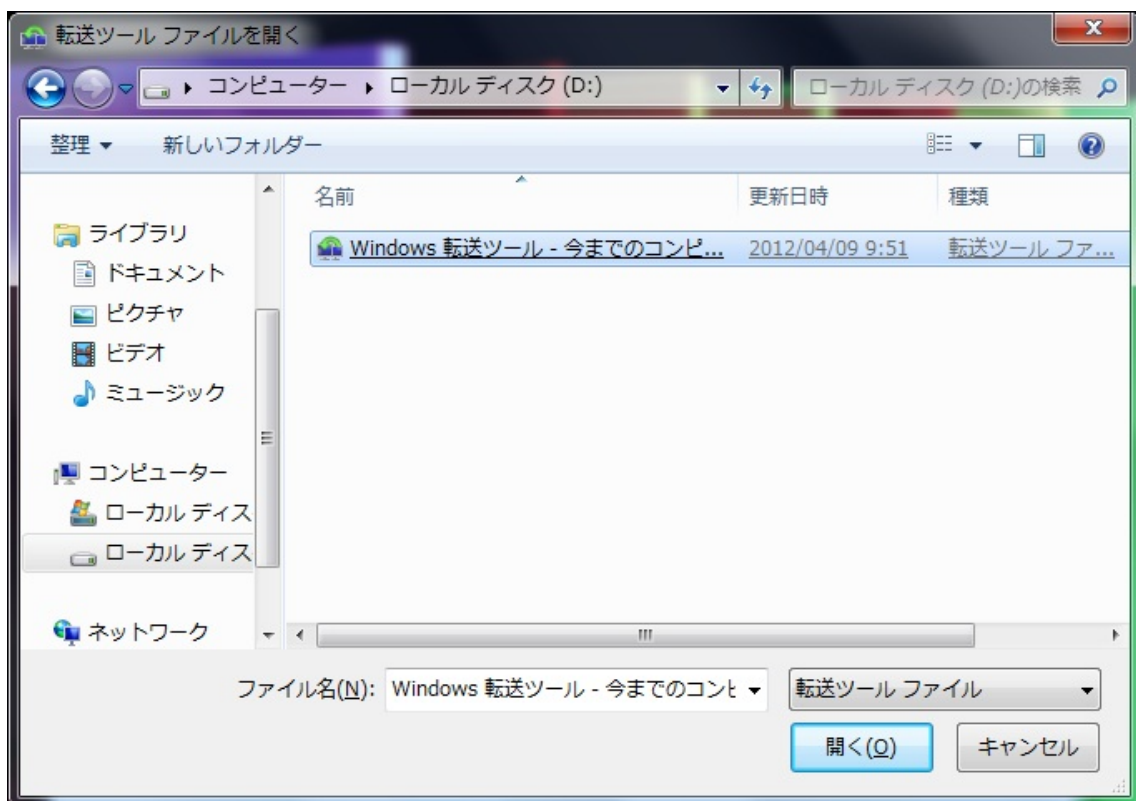 転送ツール ファイルを開く
コンピューター ▸ ローカル ディスク (D:)
ローカル ディスク (D:)の検索
整理 ▼ 新しいフォルダー
名前 更新日時 種類
Windows 転送ツール - 今までのコンピ... 2012/04/09 9:51 転送ツール ファ...
ライブラリ
ドキュメント
ピクチャ
ビデオ
ミュージック
コンピューター
ローカル ディス
ローカル ディス
ネットワーク
ファイル名(N): Windows 転送ツール - 今までのコンピ
転送ツール ファイル
開く(O) キャンセル